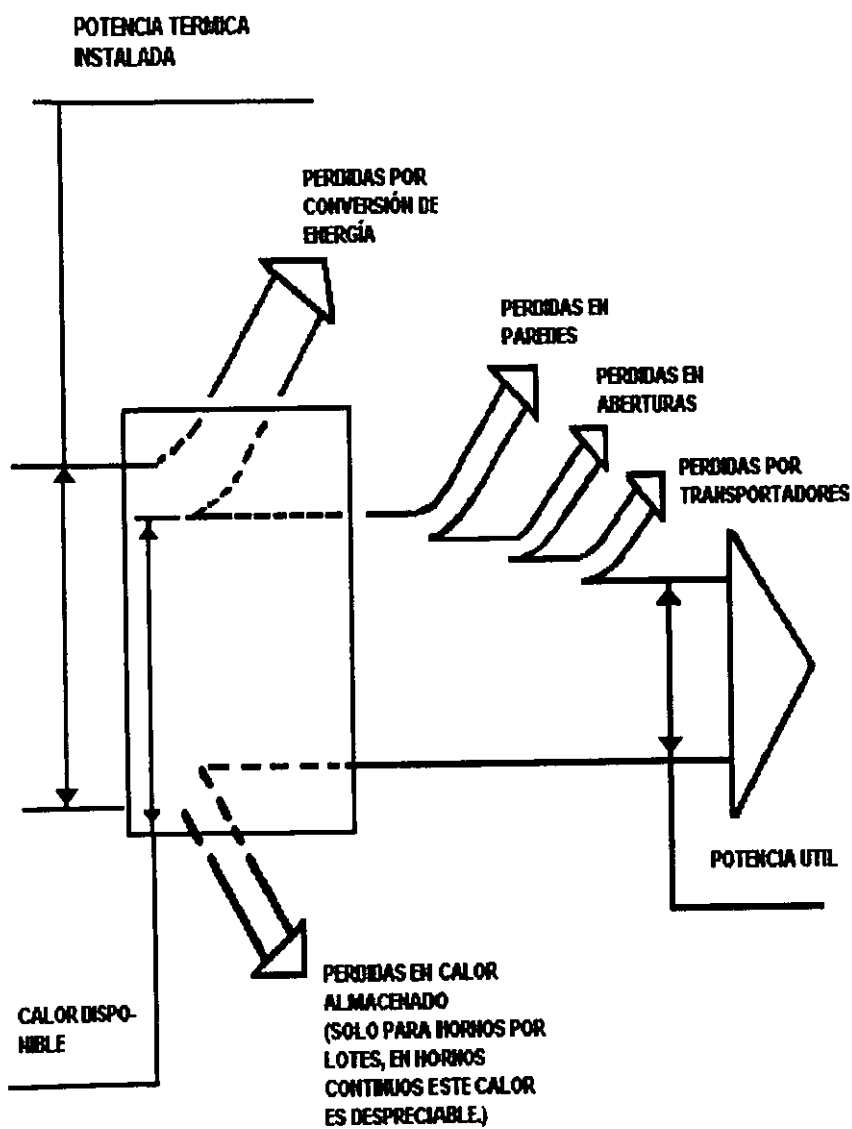 POTENCIA TERMICA
INSTALADA
PERDIDAS POR
CONVERSIÓN DE
ENERGÍA
PERDIDAS EN
PAREDES
PERDIDAS EN
ABERTURAS
PERDIDAS POR
TRANSPORTADORES
POTENCIA UTIL
PERDIDAS EN CALOR
ALMACENADO
(SOLO PARA HORNOS POR
LOTES, EN HORNOS
CONTINUOS ESTE CALOR
ES DESPRECIABLE.)
CALOR DISPO-
NIBLE